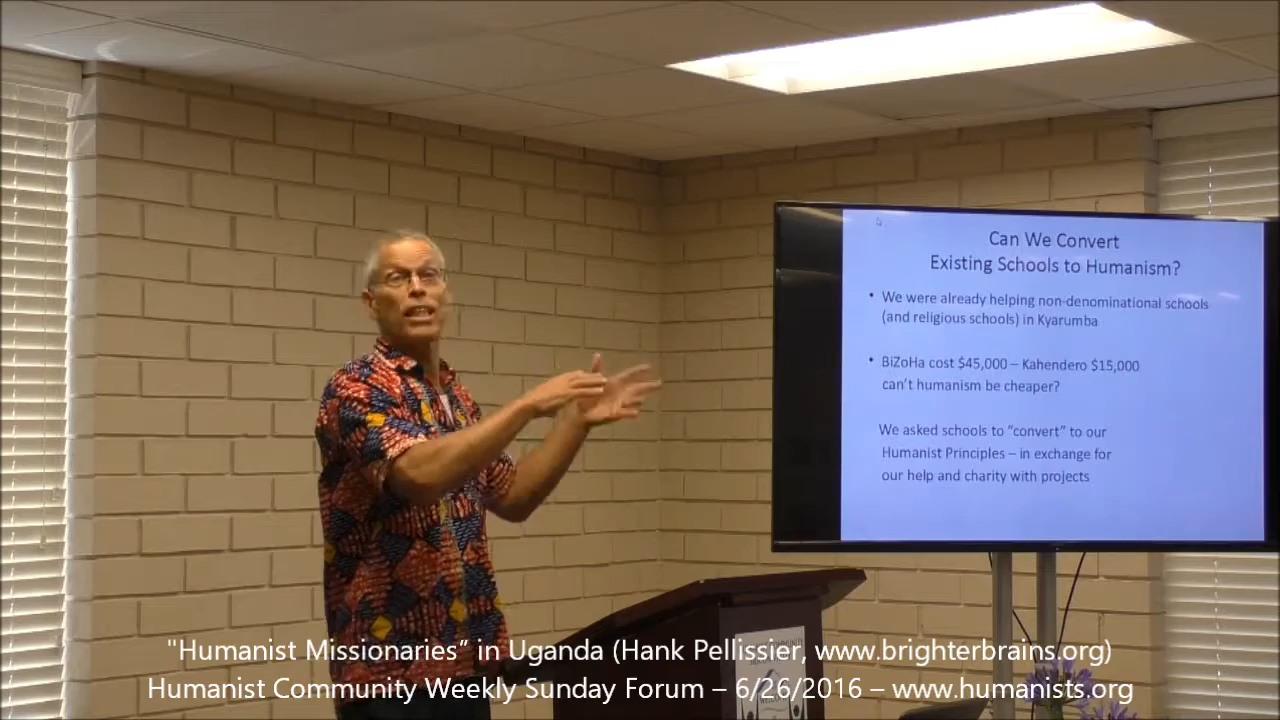 Can We Convert
Existing Schools to Humanism?
• We were already helping non-denominational schools
(and religious schools) in Kyarumba
• BiZoHa cost $45,000 – Kahendero $15,000
can't humanism be cheaper?
We asked schools to “convert” to our
Humanist Principles – in exchange for
our help and charity with projects
"Humanist Missionaries” in Uganda (Hank Pellissier, www.brighterbrains.org)
Humanist Community Weekly Sunday Forum – 6/26/2016 – www.humanists.org